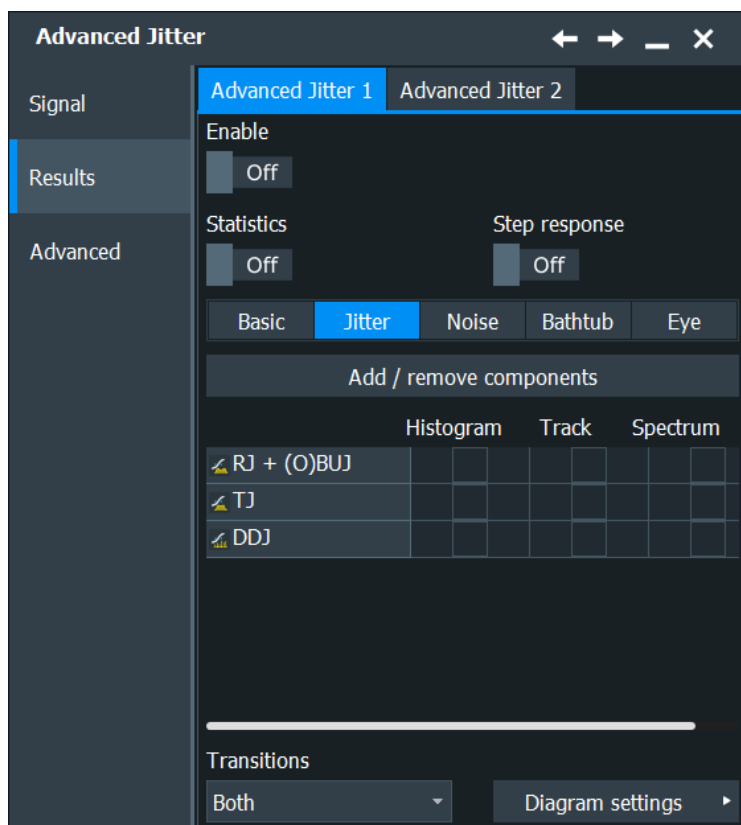 Advanced Jitter
Signal
Results
Advanced
Advanced Jitter 1 Advanced Jitter 2
Enable
Off
Statistics Step response
Off Off
Basic Jitter Noise Bathtub Eye
Add / remove components
Histogram Track Spectrum
RJ + (O)BUJ
TJ
DDJ
Transitions
Both Diagram settings